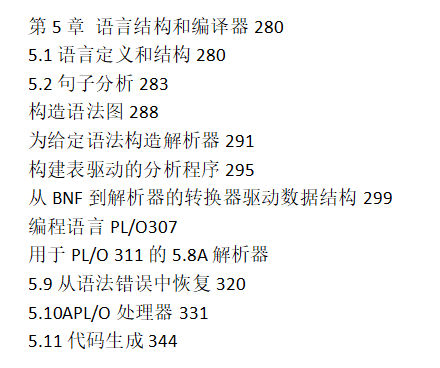 第 5 章 语言结构和编译器 280
5.1 语言定义和结构 280
5.2 句子分析 283
构造语法图 288
为给定语法构造解析器 291
构建表驱动的分析程序 295
从 BNF 到解析器的转换器驱动数据结构 299
编程语言 PL/O307
用于 PL/O 311 的 5.8A 解析器
5.9 从语法错误中恢复 320
5.10APL/O 处理器 331
5.11 代码生成 344